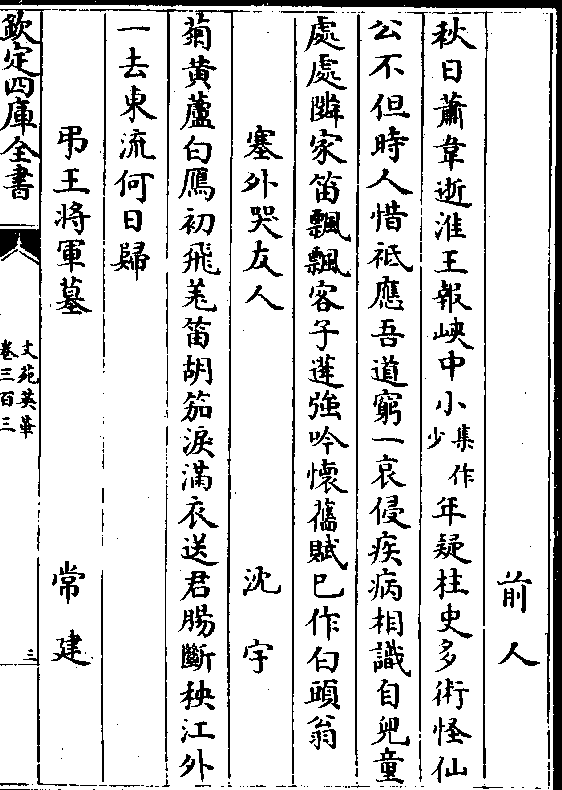 前人
秋日蕭韋逝淮王報峽中小集作少年疑柱史多術怪仙
公不但時人惜祗應吾道窮一哀侵疾病相識自兒童
處處隣家笛飄飄客子蓬強吟懷舊賦巳作白頭翁
塞外哭友人 沈宇
菊黄蘆白鴈初飛羌笛胡笳淚滿衣送君腸斷秧江外
一去東流何日歸
弔王將軍墓 常建
欽定四庫全書
文苑英華
卷三百三
三